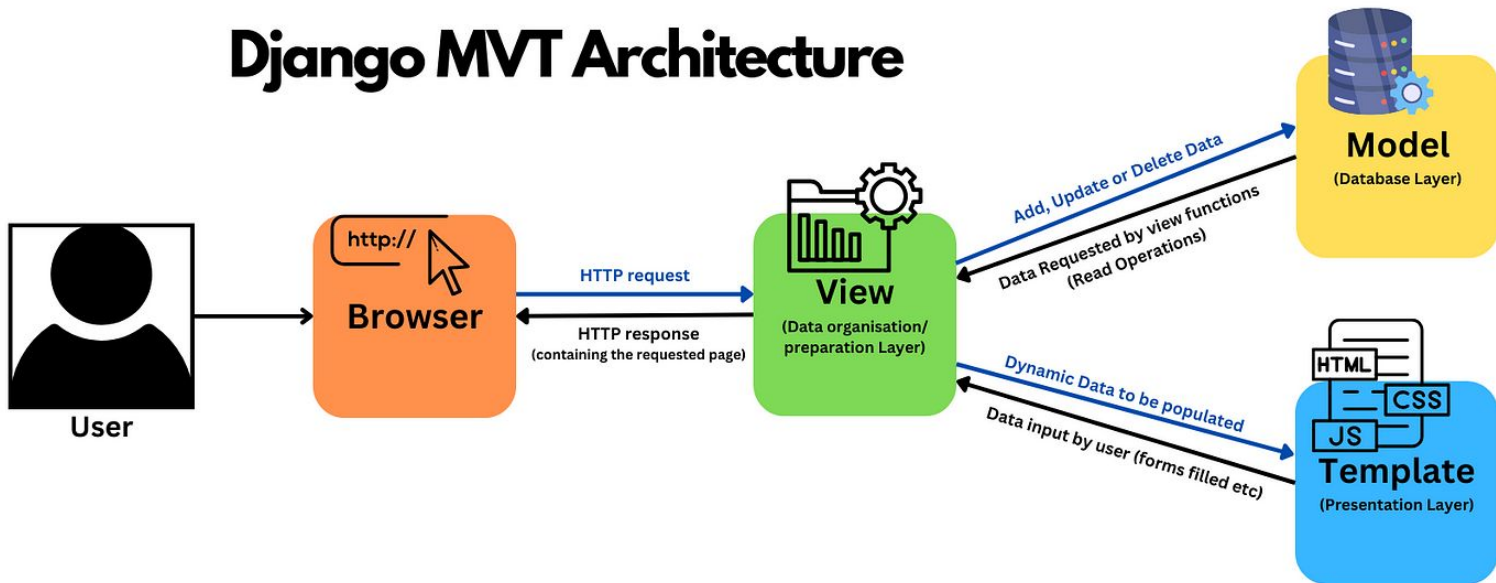 Django MVT Architecture
User
http://
Browser
HTTP request
HTTP response
(containing the requested page)
View
(Data organisation/
preparation Layer)
Add, Update or Delete Data
Data Requested by view functions
(Read Operations)
Model
(Database Layer)
Dynamic Data to be populated
Data input by user (forms filled etc)
HTML
CSS
JS
Template
(Presentation Layer)